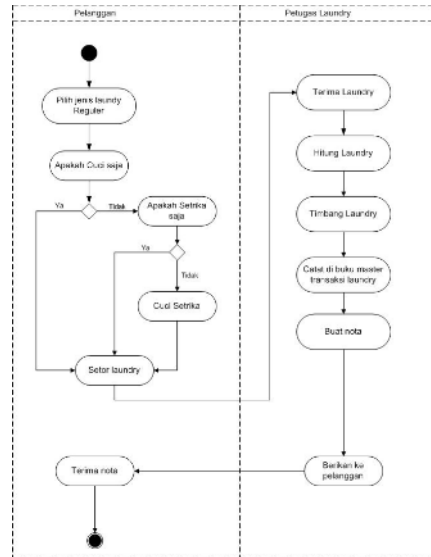 Pelanggan
Petugas Laundry
Pilih jenis laundy
Reguler
Apakah Cuci saja
Ya
Tidak
Apakah Setrika
saja
Ya
Tidak
Cuci Setrika
Setor laundry
Terima Laundry
Hitung Laundry
Timbang Laundry
Catat di buku master
transaksi laundry
Buat nota
Berikan ke
pelanggan
Terima nota